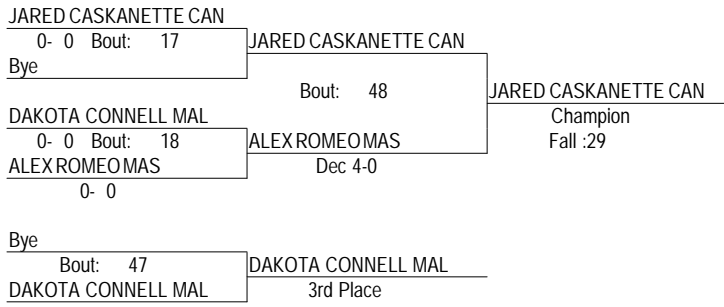 JARED CASKANETTE CAN
0- 0 Bout: 17
JARED CASKANETTE CAN
Bye
Bout: 48
JARED CASKANETTE CAN
DAKOTA CONNELL MAL
Champion
0- 0 Bout: 18
ALEX ROMEO MAS
Fall :29
ALEX ROMEO MAS
Dec 4-0
0- 0
Bye
Bout: 47
DAKOTA CONNELL MAL
DAKOTA CONNELL MAL
3rd Place